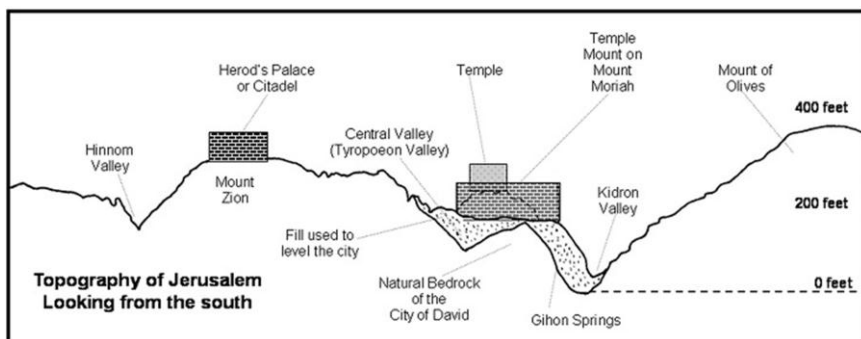 Herod's Palace
or Citadel
Temple
Temple
Mount on
Mount
Moriah
Mount of
Olives
400 feet
Hinnom
Valley
Central Valley
(Tyropoeon Valley)
Mount
Zion
Kidron
Valley
200 feet
Fill used to
level the city
Topography of Jerusalem
Looking from the south
Natural Bedrock
of the
City of David
Gihon Springs
0 feet